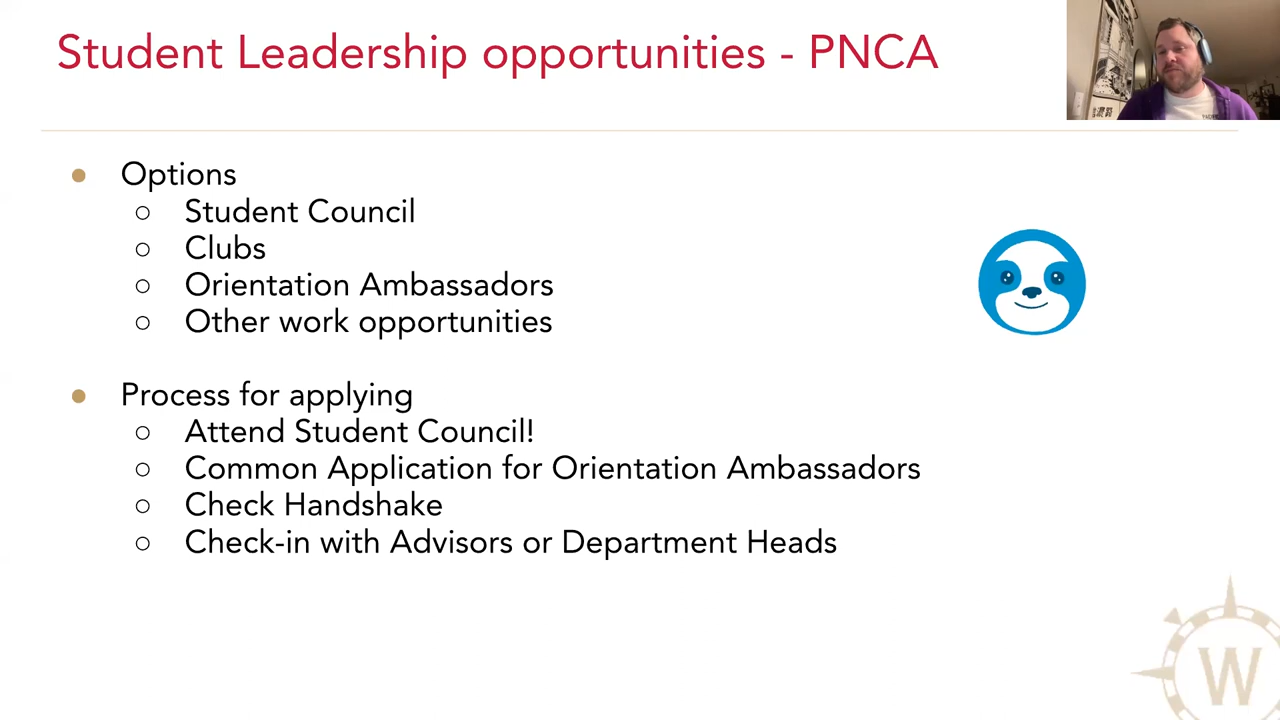 Student Leadership opportunities - PNCA
Options
Student Council
Clubs
Orientation Ambassadors
Other work opportunities
Process for applying
Attend Student Council!
Common Application for Orientation Ambassadors
Check Handshake
Check-in with Advisors or Department Heads
W